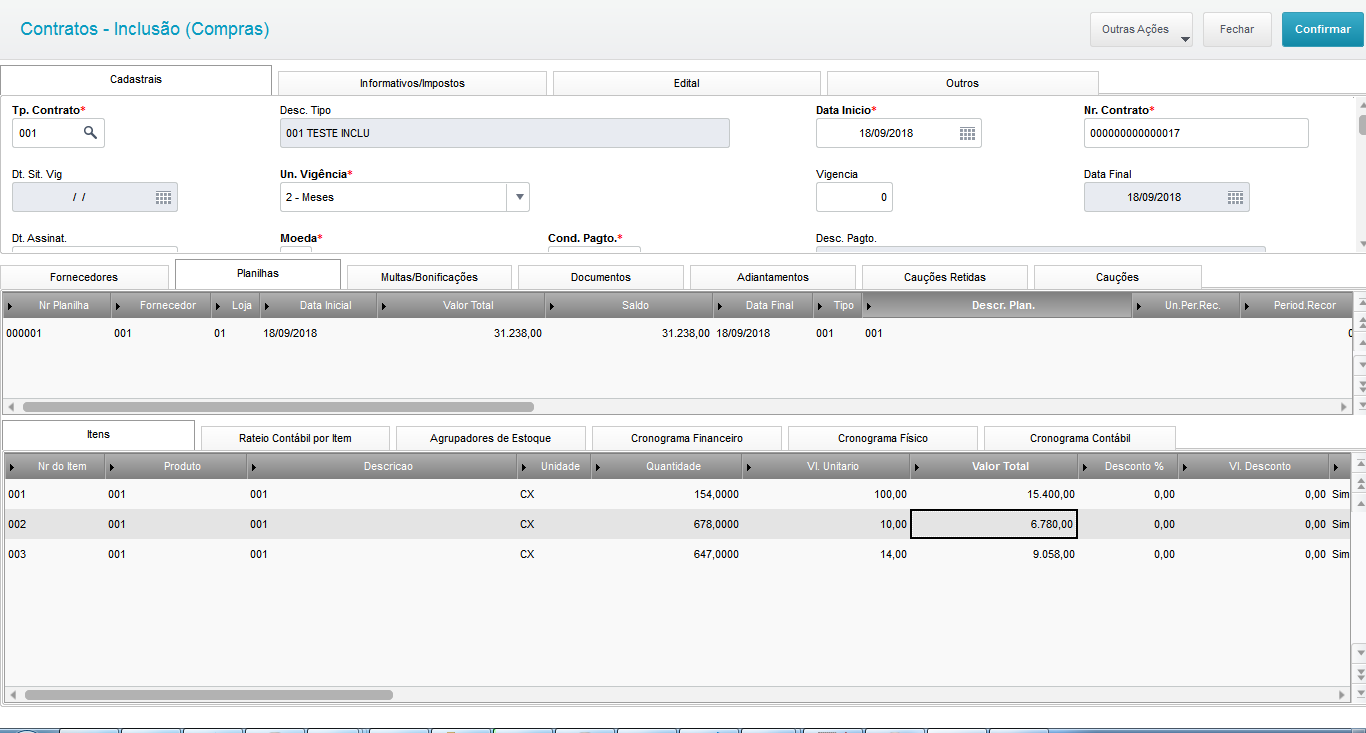 Contratos - Inclusão (Compras)
Outras Ações
Fechar
Confirmar
Cadastrais
Informativos/Impostos
Edital
Outros
Tp. Contrato*
Desc. Tipo
Data Inicio*
Nr. Contrato*
001
001 TESTE INCLU
18/09/2018
000000000000017
Dt. Sit. Vig
Un. Vigência*
Vigencia
Data Final
/ /
2 - Meses
0
18/09/2018
Dt. Assinat.
Moeda*
Cond. Pagto.*
Desc. Pagto.
Fornecedores
Planilhas
Multas/Bonificações
Documentos
Adiantamentos
Cauções Retidas
Cauções
Nr Planilha Fornecedor Loja Data Inicial Valor Total Saldo Data Final Tipo Descr. Plan. Un.Per.Rec. Period.Recor
000001 001 01 18/09/2018 31.238,00 31.238,00 18/09/2018 001 001
Itens
Rateio Contábil por Item
Agrupadores de Estoque
Cronograma Financeiro
Cronograma Físico
Cronograma Contábil
Nr do Item Produto Descricao Unidade Quantidade Vl. Unitario Valor Total Desconto % Vl. Desconto
001 001 001 CX 154,0000 100,00 15.400,00 0,00 0,00 Sim
002 001 001 CX 678,0000 10,00 6.780,00 0,00 0,00 Sim
003 001 001 CX 647,0000 14,00 9.058,00 0,00 0,00 Sim